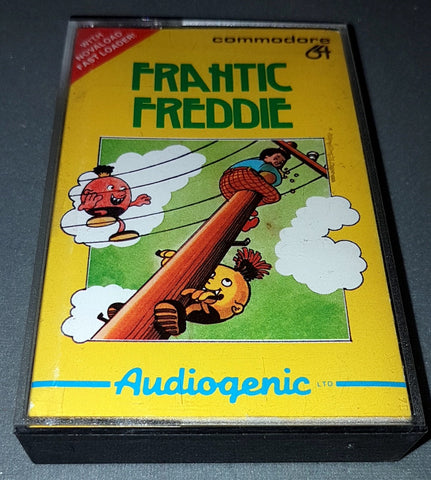 WITH
NOVALOAD
FAST LOADER!
commodore
64
FRANTIC
FREDDIE
Audiogenic LTD